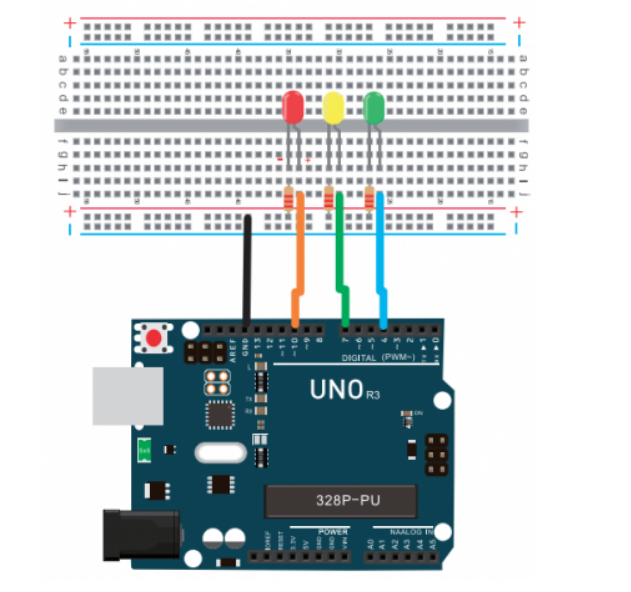 + +
- -
a b c d e a b c d e
f g h i j f g h i j
- +
+ +
- -
AREF
GND
13
12
~11
~10
~9
8
7
~6
~5
4
~3
2
TX ▶ 1
RX ◀ 0
DIGITAL (PWM~)
L
TX
RX
UNO R3
ON
328P-PU
POWER
NAALOG IN
IOREF
RESET
3.3V
5V
GND
GND
VIN
A0
A1
A2
A3
A4
A5